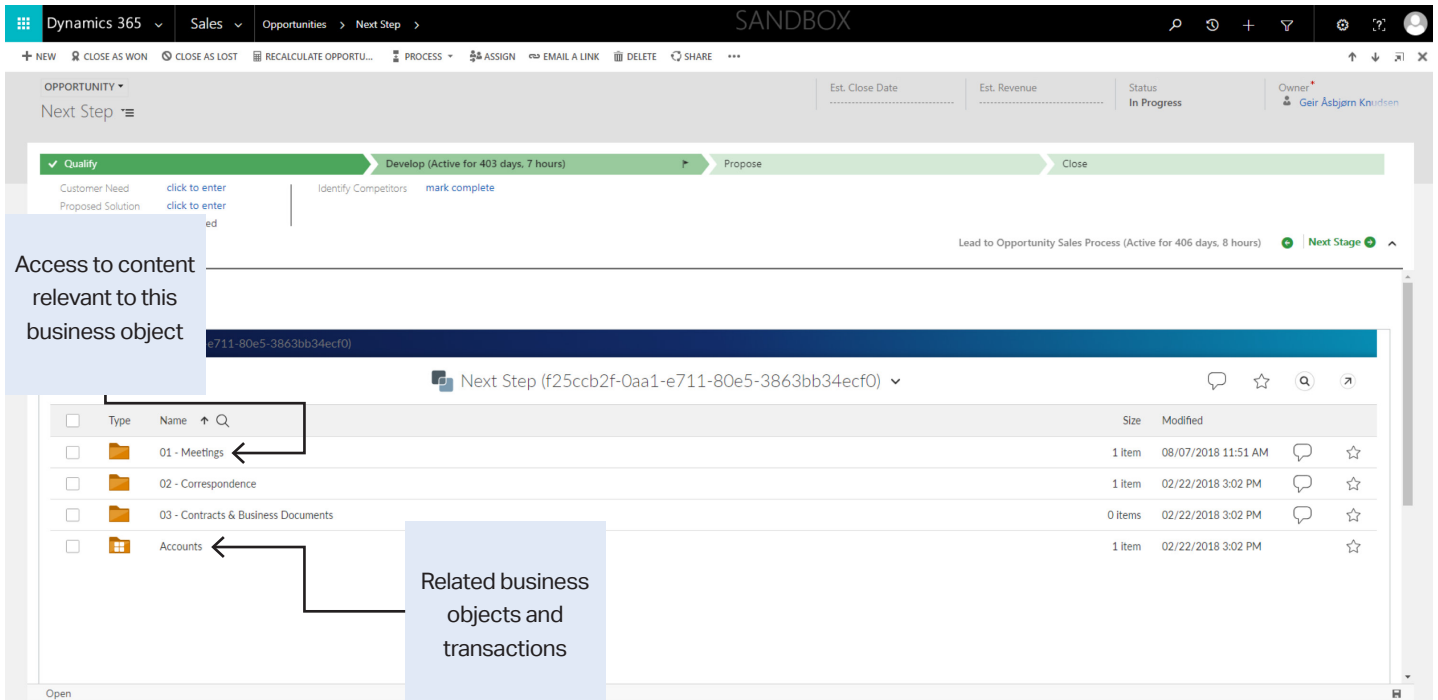 Dynamics 365 Sales Opportunities > Next Step > SANDBOX
+ NEW CLOSE AS WON CLOSE AS LOST RECALCULATE OPPORTU... PROCESS ASSIGN EMAIL A LINK DELETE SHARE ...
OPPORTUNITY
Next Step
Est. Close Date
Est. Revenue
Status
In Progress
Owner*
Geir Åsbjørn Knudsen
Qualify Develop (Active for 403 days, 7 hours) Propose Close
Customer Need click to enter Identify Competitors mark complete
Proposed Solution click to enter
ed
Lead to Opportunity Sales Process (Active for 406 days, 8 hours) Next Stage
Access to content
relevant to this
business object
e711-80e5-3863bb34ecf0)
Next Step (f25ccb2f-0aa1-e711-80e5-3863bb34ecf0)
Type Name Size Modified
01 - Meetings 1 item 08/07/2018 11:51 AM
02 - Correspondence 1 item 02/22/2018 3:02 PM
03 - Contracts & Business Documents 0 items 02/22/2018 3:02 PM
Accounts 1 item 02/22/2018 3:02 PM
Related business
objects and
transactions
Open